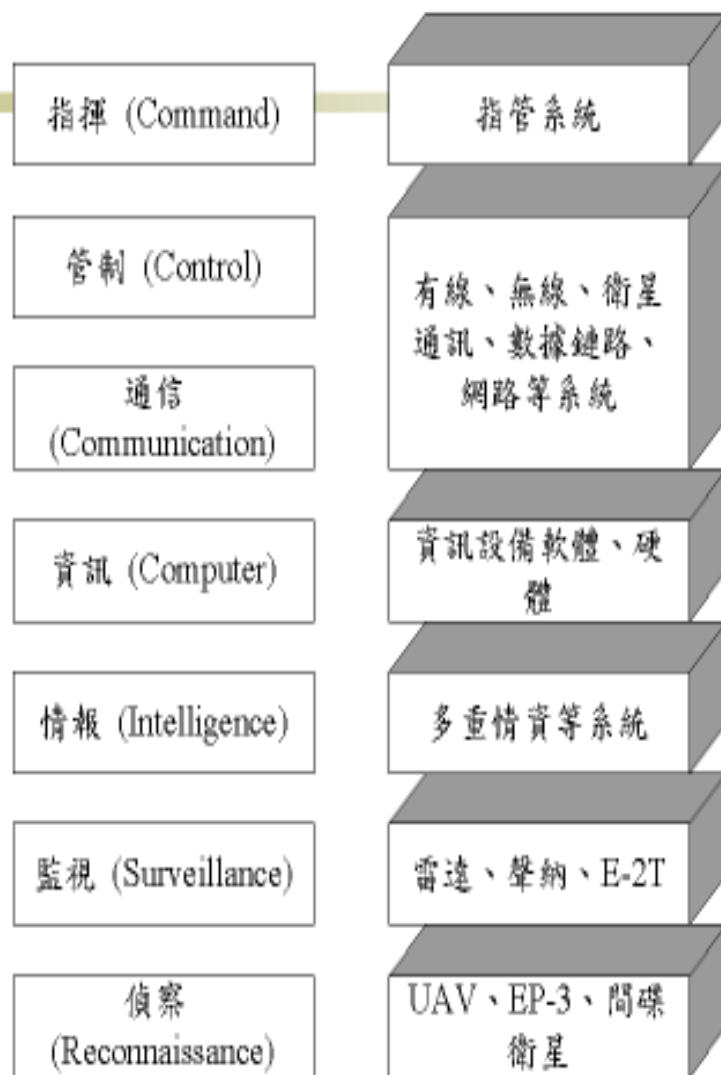 指揮 (Command)
指管系統
管制 (Control)
通信
(Communication)
有線、無線、衛星
通訊、數據鏈路、
網路等系統
資訊 (Computer)
資訊設備軟體、硬
體
情報 (Intelligence)
多重情資等系統
監視 (Surveillance)
雷達、聲納、E-2T
偵察
(Reconnaissance)
UAV、EP-3、間碟
衛星